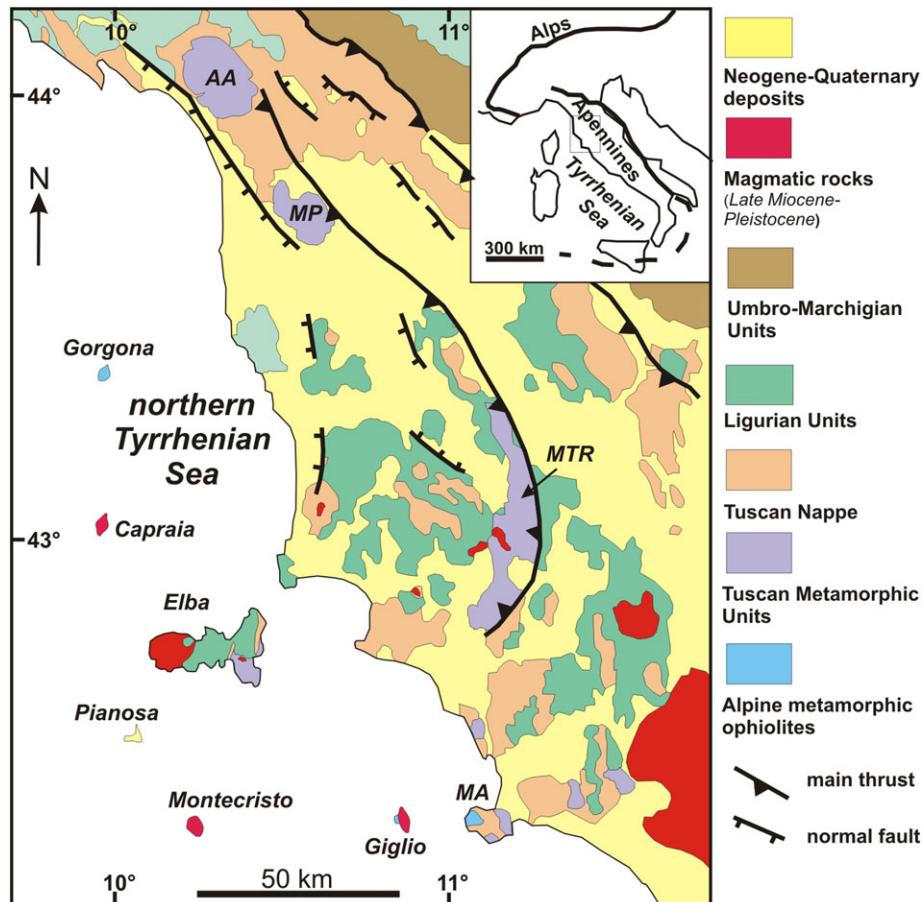 10°
11°
44°
AA
MP
N
Gorgona
northern
Tyrrhenian
Sea
MTR
43°
Capraia
Elba
Pianosa
Montecristo
Giglio
MA
10°
50 km
11°
Alps
Apennines
Tyrrhenian
Sea
300 km
Neogene-Quaternary
deposits
Magmatic rocks
(Late Miocene-
Pleistocene)
Umbro-Marchigian
Units
Ligurian Units
Tuscan Nappe
Tuscan Metamorphic
Units
Alpine metamorphic
ophiolites
main thrust
normal fault